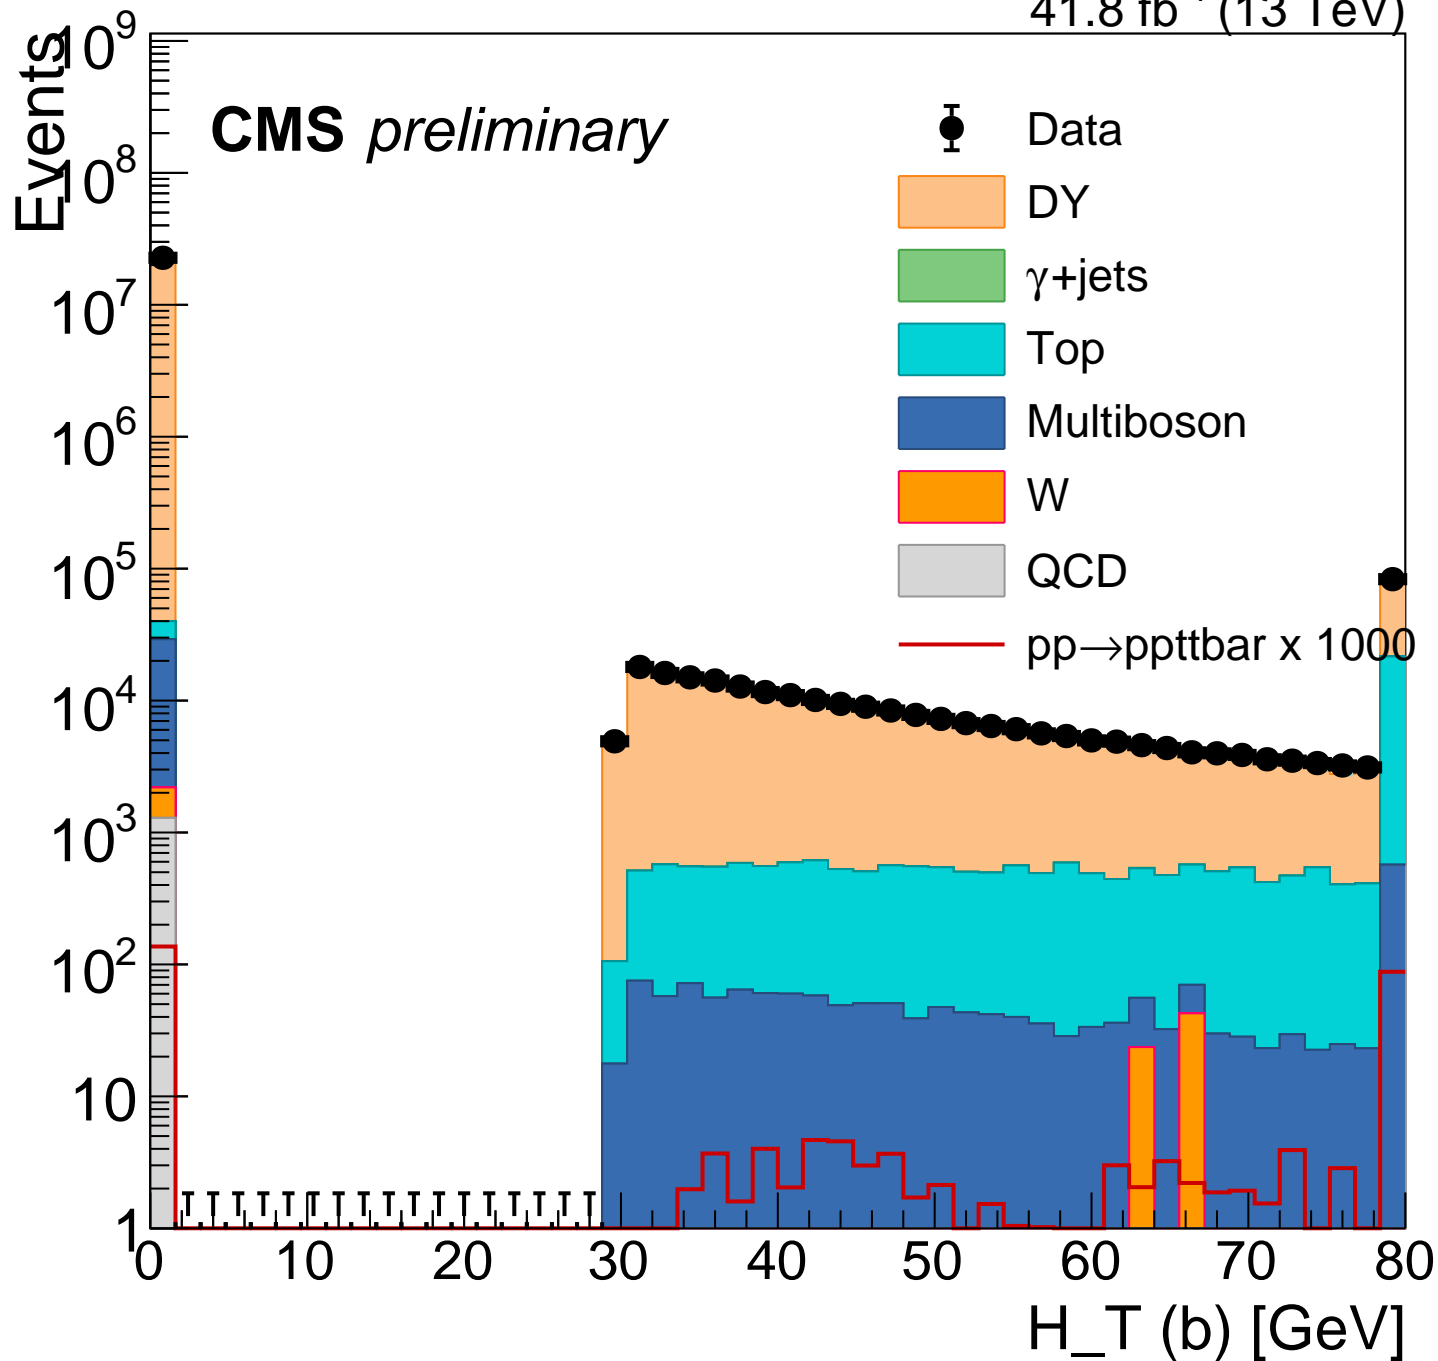 41.8 fb⁻¹ (13 TeV)
CMS preliminary
Events
Data
DY
γ+jets
Top
Multiboson
W
QCD
pp→ppttbar x 1000
10⁹
10⁸
10⁷
10⁶
10⁵
10⁴
10³
10²
10
1
0 10 20 30 40 50 60 70 80
H_T (b) [GeV]